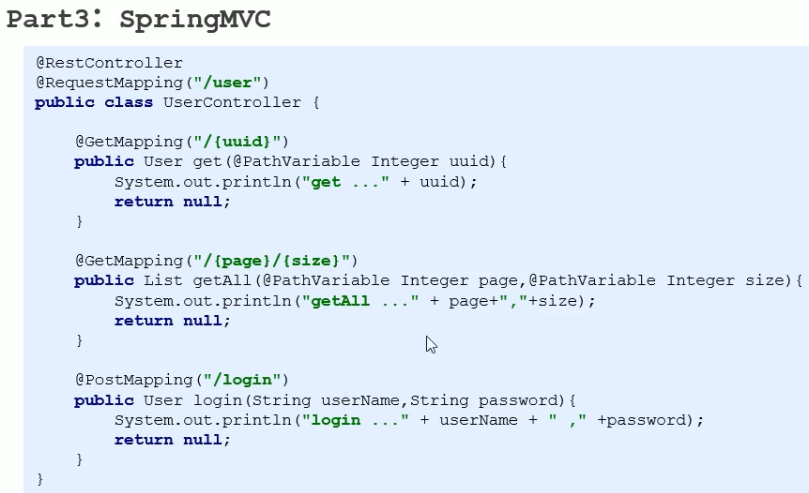 Part3: SpringMVC
@RestController
@RequestMapping("/user")
public class UserController {
@GetMapping("/{uuid}")
public User get(@PathVariable Integer uuid){
System.out.println("get ..." + uuid);
return null;
}
@GetMapping("/{page}/{size}")
public List getAll(@PathVariable Integer page,@PathVariable Integer size){
System.out.println("getAll ..." + page+","+size);
return null;
}
@PostMapping("/login")
public User login(String userName,String password){
System.out.println("login ..." + userName + " ," +password);
return null;
}
}